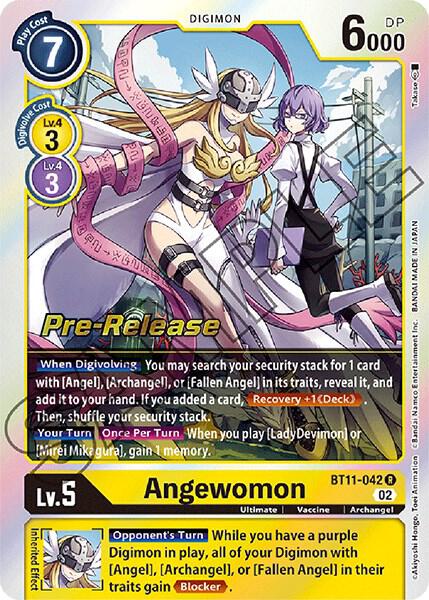 Play Cost
7
DIGIMON
DP
6000
Digivolve Cost
Lv.4
3
Lv.4
3
Takase
SAMPLE
Pre-Release
When Digivolving You may search your security stack for 1 card
with [Angel], [Archangel], or [Fallen Angel] in its traits, reveal it, and
add it to your hand. If you added a card, Recovery +1《Deck》.
Then, shuffle your security stack.
Your Turn Once Per Turn When you play [LadyDevimon] or
[Mirei Mikagura], gain 1 memory.
©Akiyoshi Hongo, Toei Animation ©Bandai Namco Entertainment Inc. BANDAI MADE IN JAPAN
Lv.5
Angewomon
BT11-042 R
02
Ultimate | Vaccine | Archangel
Inherited Effect
Opponent's Turn While you have a purple
Digimon in play, all of your Digimon with
[Angel], [Archangel], or [Fallen Angel] in their
traits gain Blocker.